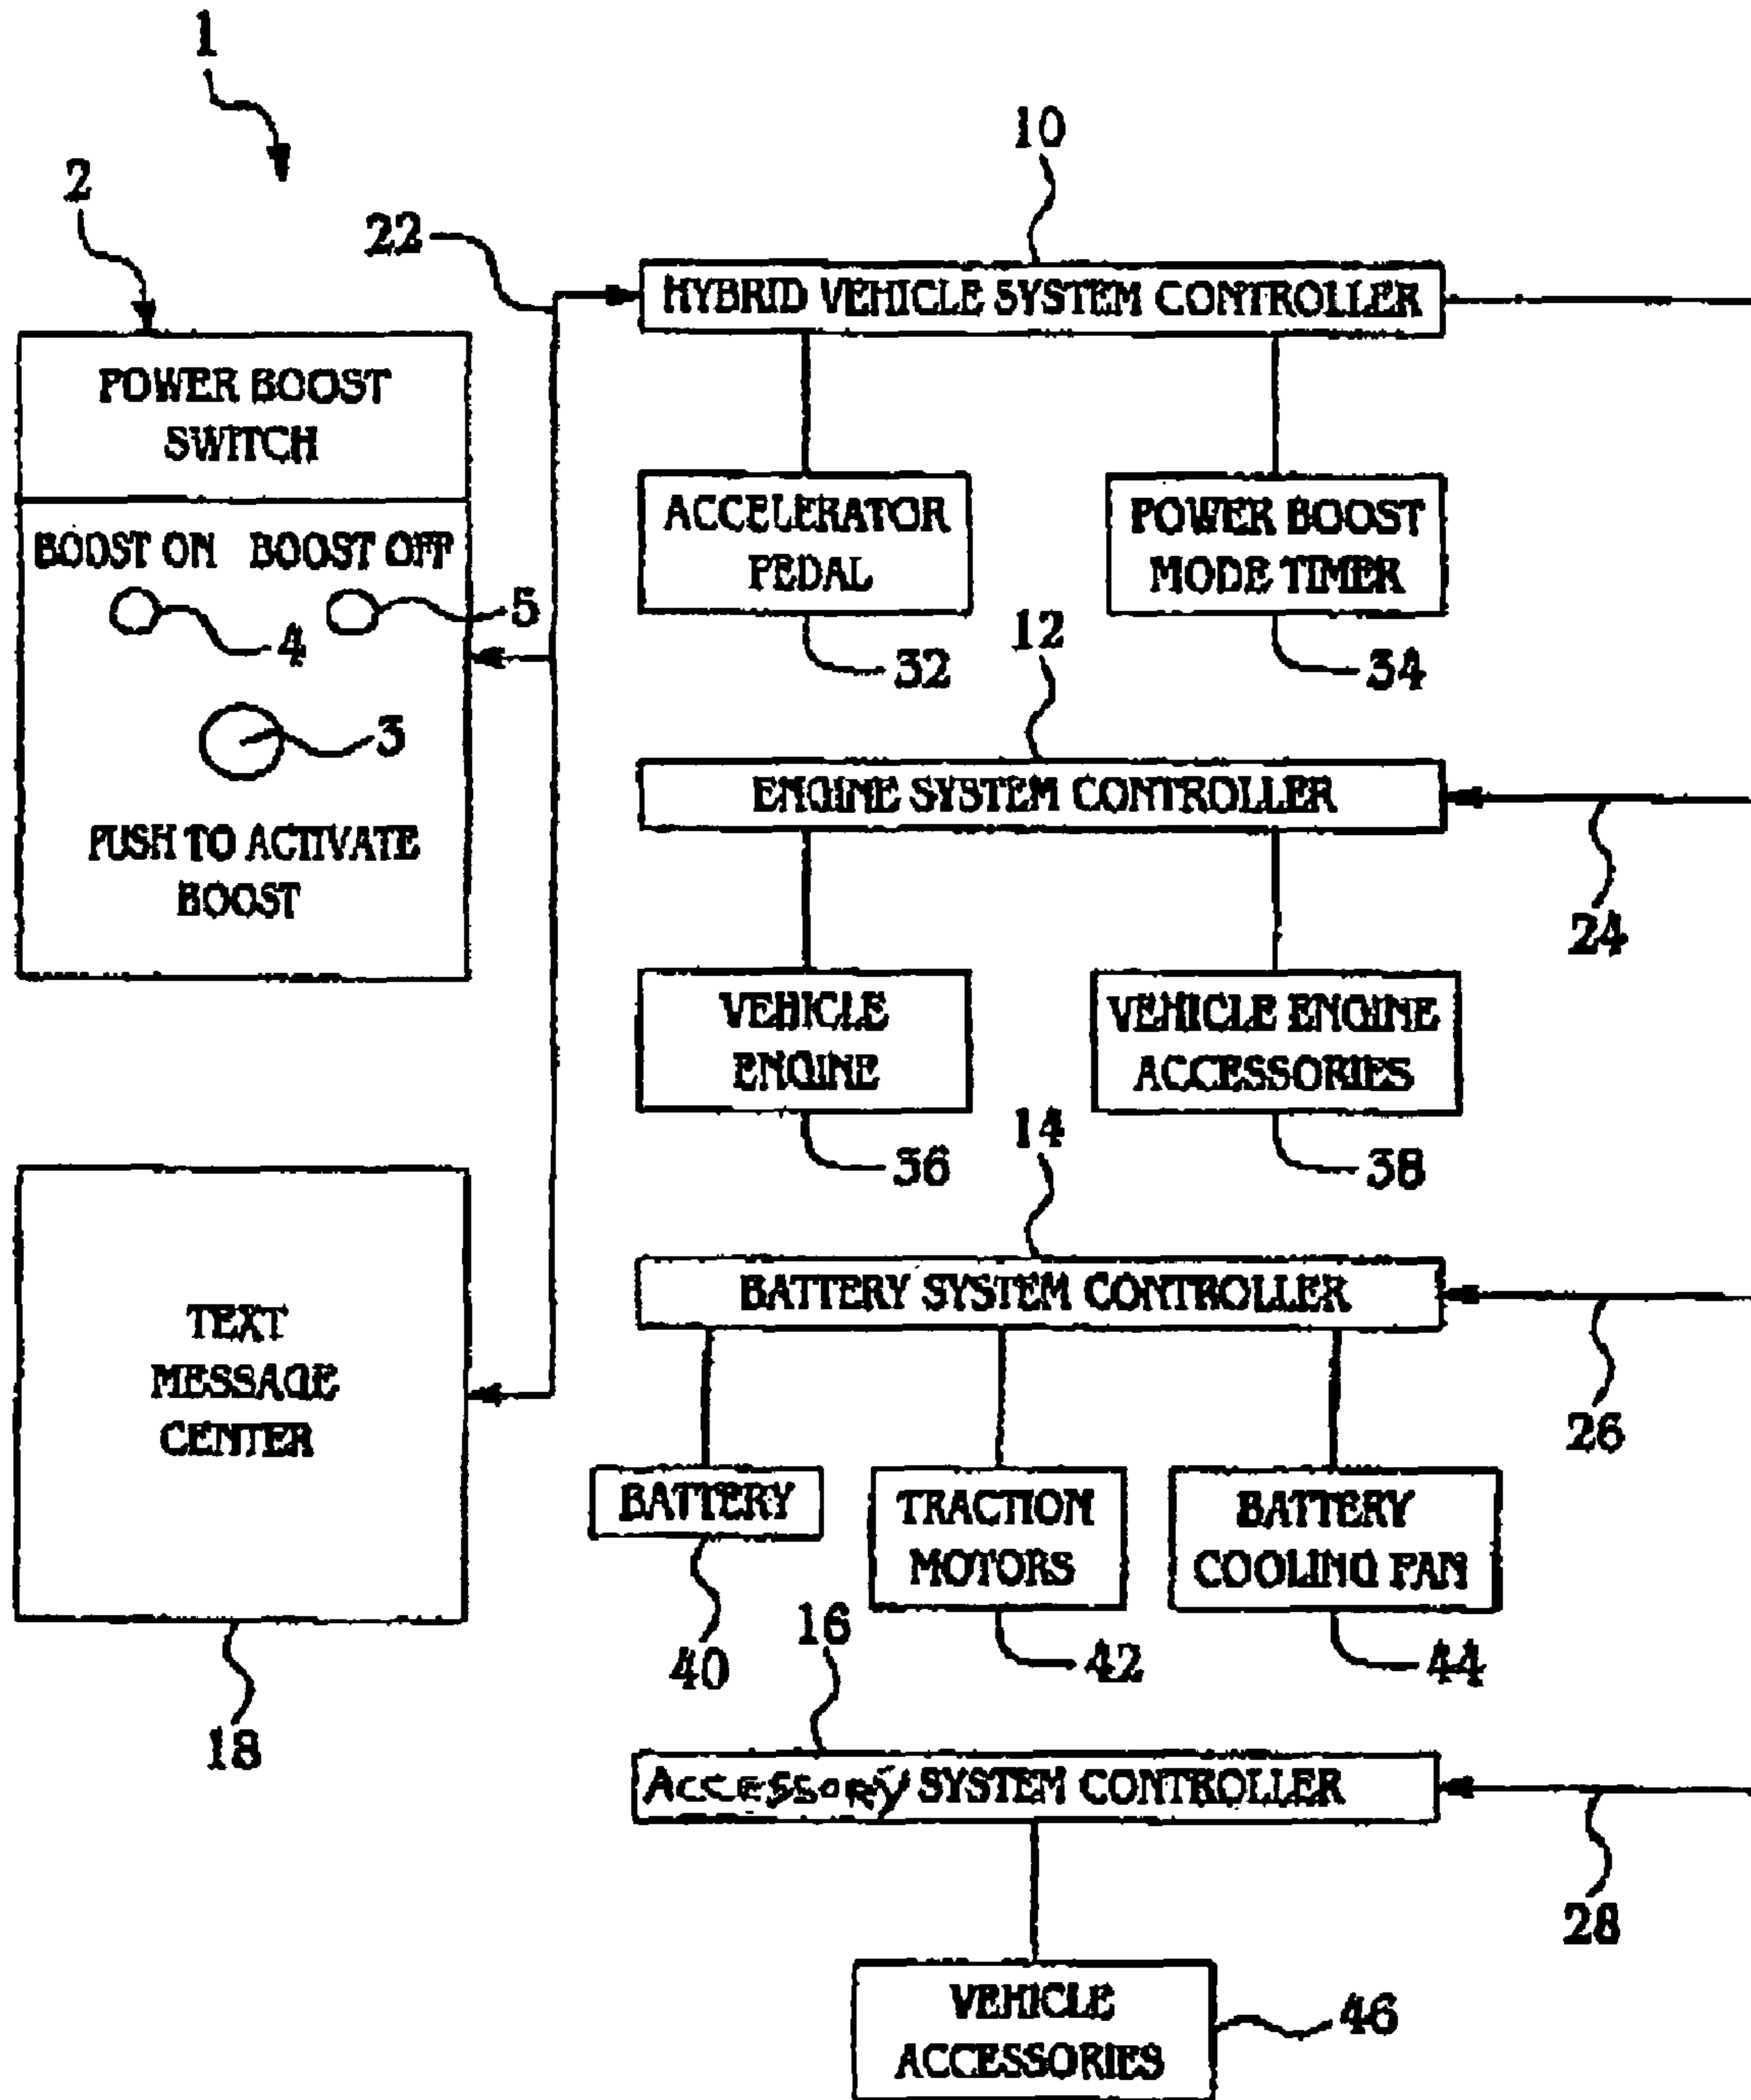 1
10
2
22
HYBRID VEHICLE SYSTEM CONTROLLER
POWER BOOST
SWITCH
BOOST ON BOOST OFF
4
5
3
PUSH TO ACTIVATE
BOOST
ACCELERATOR
PEDAL
32
POWER BOOST
MODE TIMER
34
12
ENGINE SYSTEM CONTROLLER
24
VEHICLE
ENGINE
36
VEHICLE ENGINE
ACCESSORIES
38
14
BATTERY SYSTEM CONTROLLER
26
TEXT
MESSAGE
CENTER
18
BATTERY
40
TRACTION
MOTORS
42
BATTERY
COOLING FAN
44
16
ACCESSORY SYSTEM CONTROLLER
28
VEHICLE
ACCESSORIES
46